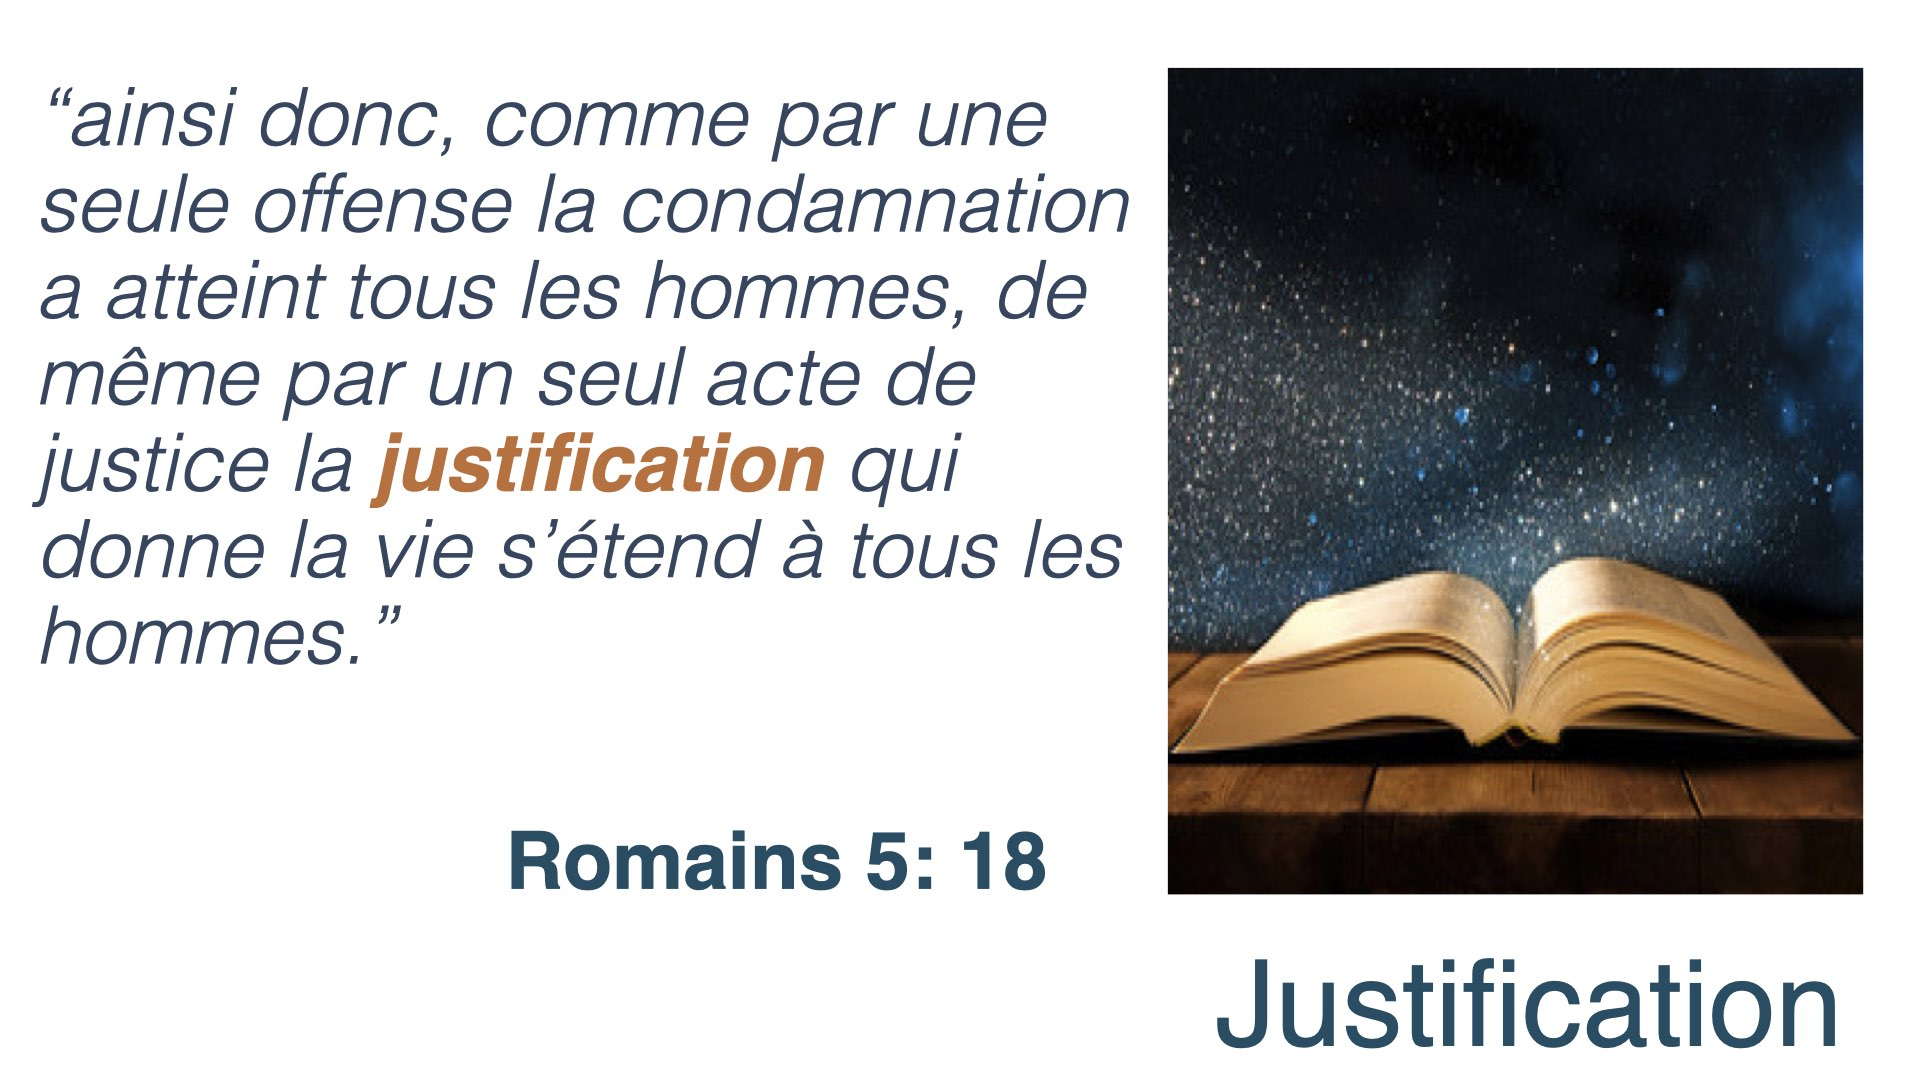 “ainsi donc, comme par une
seule offense la condamnation
a atteint tous les hommes, de
même par un seul acte de
justice la justification qui
donne la vie s’étend à tous les
hommes.”
Romains 5: 18
Justification